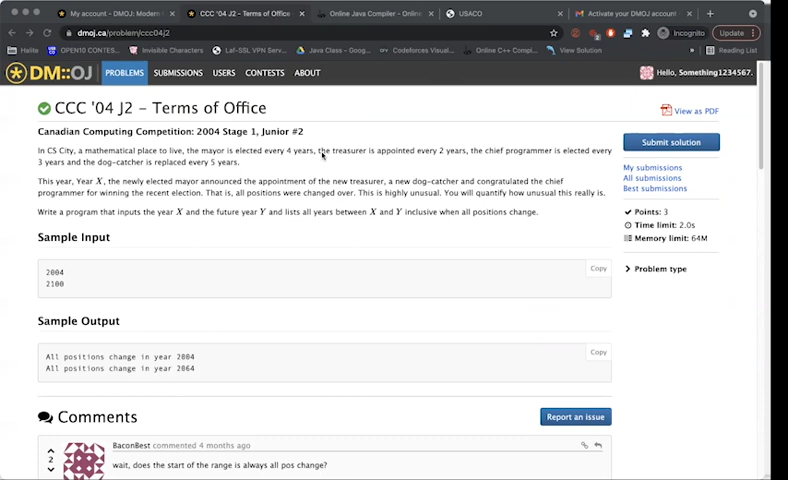 My account - DMOJ: Modern
CCC '04 J2 - Terms of Office
Online Java Compiler - Online
USACO
Activate your DMOJ account
dmoj.ca/problem/ccc04j2
Incognito
Update
Halite
OPEN10 CONTES...
Invisible Characters
Laf-SSL VPN Serv...
Java Class - Goog...
Codeforces Visual...
Online C++ Compi...
View Solution
»
Reading List
DM::OJ
PROBLEMS
SUBMISSIONS
USERS
CONTESTS
ABOUT
Hello, Something1234567.
CCC '04 J2 - Terms of Office
View as PDF
Canadian Computing Competition: 2004 Stage 1, Junior #2
Submit solution
In CS City, a mathematical place to live, the mayor is elected every 4 years, the treasurer is appointed every 2 years, the chief programmer is elected every
3 years and the dog-catcher is replaced every 5 years.
My submissions
All submissions
Best submissions
This year, Year X, the newly elected mayor announced the appointment of the new treasurer, a new dog-catcher and congratulated the chief
programmer for winning the recent election. That is, all positions were changed over. This is highly unusual. You will quantify how unusual this really is.
Write a program that inputs the year X and the future year Y and lists all years between X and Y inclusive when all positions change.
Points: 3
Time limit: 2.0s
Memory limit: 64M
Problem type
Sample Input
Copy
2004
2100
Sample Output
Copy
All positions change in year 2004
All positions change in year 2064
Comments
Report an issue
2
BaconBest commented 4 months ago
wait, does the start of the range is always all pos change?